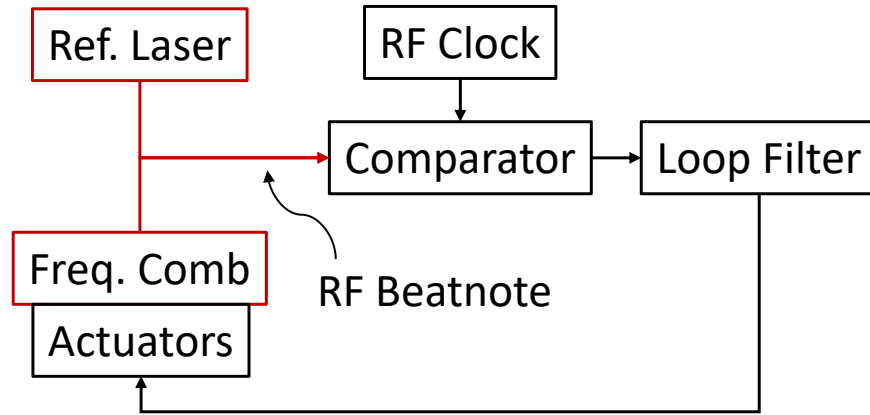 Ref. Laser
RF Clock
Comparator
Loop Filter
Freq. Comb
RF Beatnote
Actuators